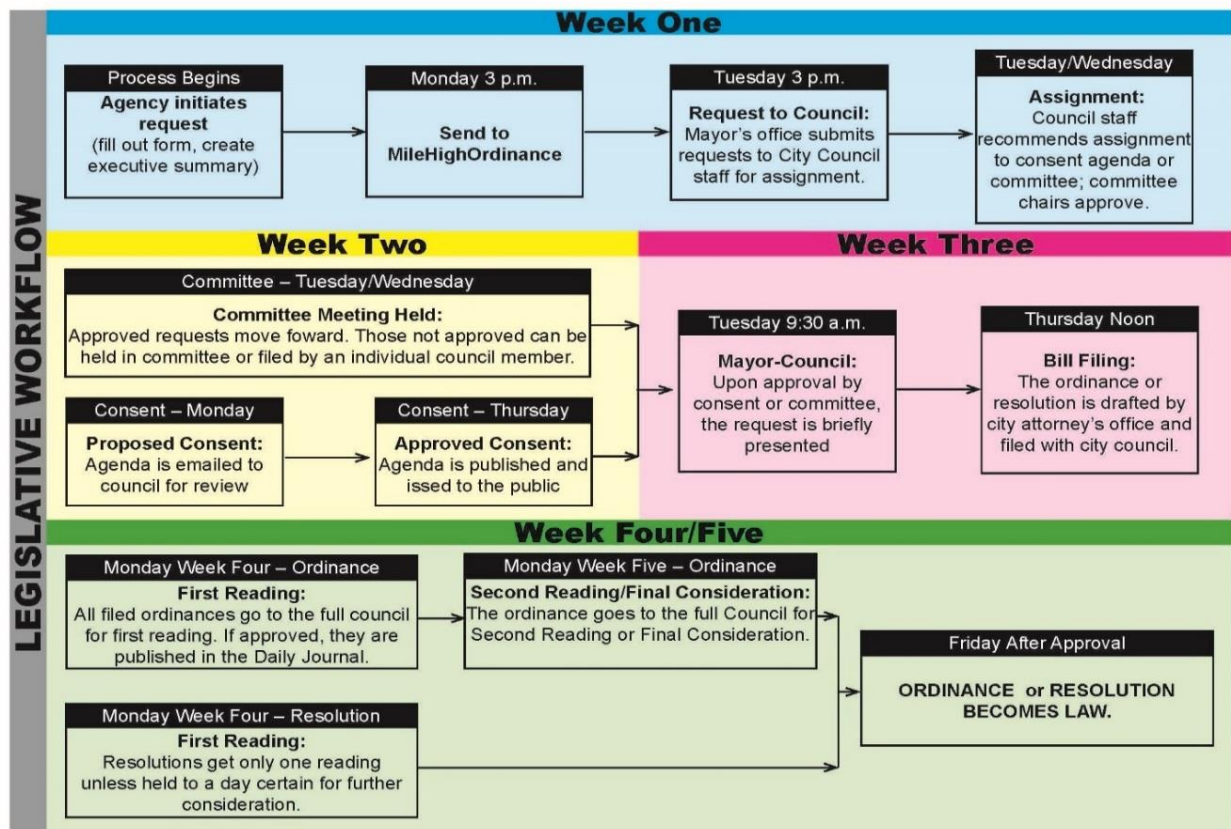 LEGISLATIVE WORKFLOW
Week One
Process Begins
Agency initiates
request
(fill out form, create
executive summary)
Monday 3 p.m.
Send to
MileHighOrdinance
Tuesday 3 p.m.
Request to Council:
Mayor's office submits
requests to City Council
staff for assignment.
Tuesday/Wednesday
Assignment:
Council staff
recommends assignment
to consent agenda or
committee; committee
chairs approve.
Week Two
Committee – Tuesday/Wednesday
Committee Meeting Held:
Approved requests move foward. Those not approved can be
held in committee or filed by an individual council member.
Consent – Monday
Proposed Consent:
Agenda is emailed to
council for review
Consent – Thursday
Approved Consent:
Agenda is published and
issed to the public
Week Three
Tuesday 9:30 a.m.
Mayor-Council:
Upon approval by
consent or committee,
the request is briefly
presented
Thursday Noon
Bill Filing:
The ordinance or
resolution is drafted by
city attorney's office and
filed with city council.
Week Four/Five
Monday Week Four – Ordinance
First Reading:
All filed ordinances go to the full council
for first reading. If approved, they are
published in the Daily Journal.
Monday Week Five – Ordinance
Second Reading/Final Consideration:
The ordinance goes to the full Council for
Second Reading or Final Consideration.
Monday Week Four – Resolution
First Reading:
Resolutions get only one reading
unless held to a day certain for further
consideration.
Friday After Approval
ORDINANCE or RESOLUTION
BECOMES LAW.